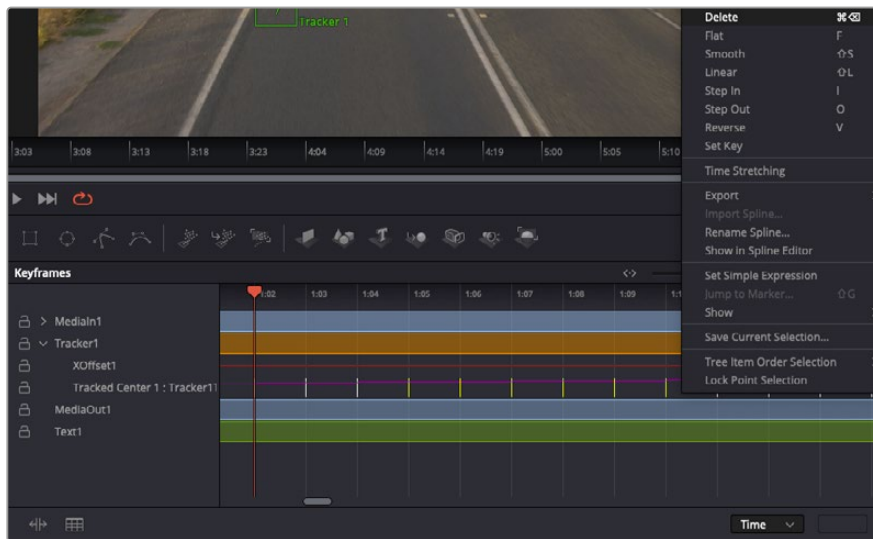 Tracker 1
Delete ⌘⌫
Flat F
Smooth ⇧S
Linear ⇧L
Step In I
Step Out O
Reverse V
Set Key
Time Stretching
Export
Import Spline...
Rename Spline...
Show in Spline Editor
Set Simple Expression
Jump to Marker... ⇧G
Show
Save Current Selection...
Tree Item Order Selection
Lock Point Selection
3:03 3:08 3:13 3:18 3:23 4:04 4:09 4:14 4:19 5:00 5:05 5:10
Keyframes
1:02 1:03 1:04 1:05 1:06 1:07 1:08 1:09
MediaIn1
Tracker1
XOffset1
Tracked Center 1 : Tracker11
MediaOut1
Text1
Time